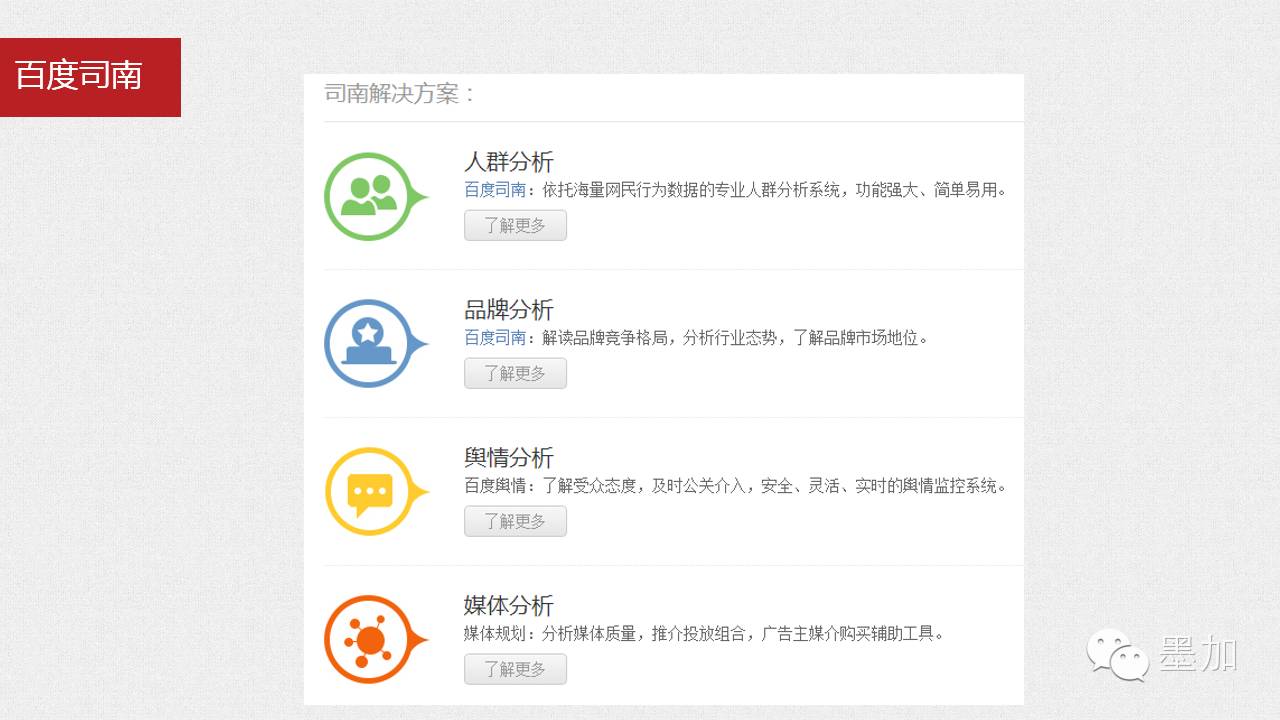 百度司南
司南解决方案：
人群分析
百度司南：依托海量网民行为数据的专业人群分析系统，功能强大、简单易用。
了解更多
品牌分析
百度司南：解读品牌竞争格局，分析行业态势，了解品牌市场地位。
了解更多
舆情分析
百度舆情：了解受众态度，及时公关介入，安全、灵活、实时的舆情监控系统。
了解更多
媒体分析
媒体规划：分析媒体质量，推介投放组合，广告主媒介购买辅助工具。
了解更多
墨加